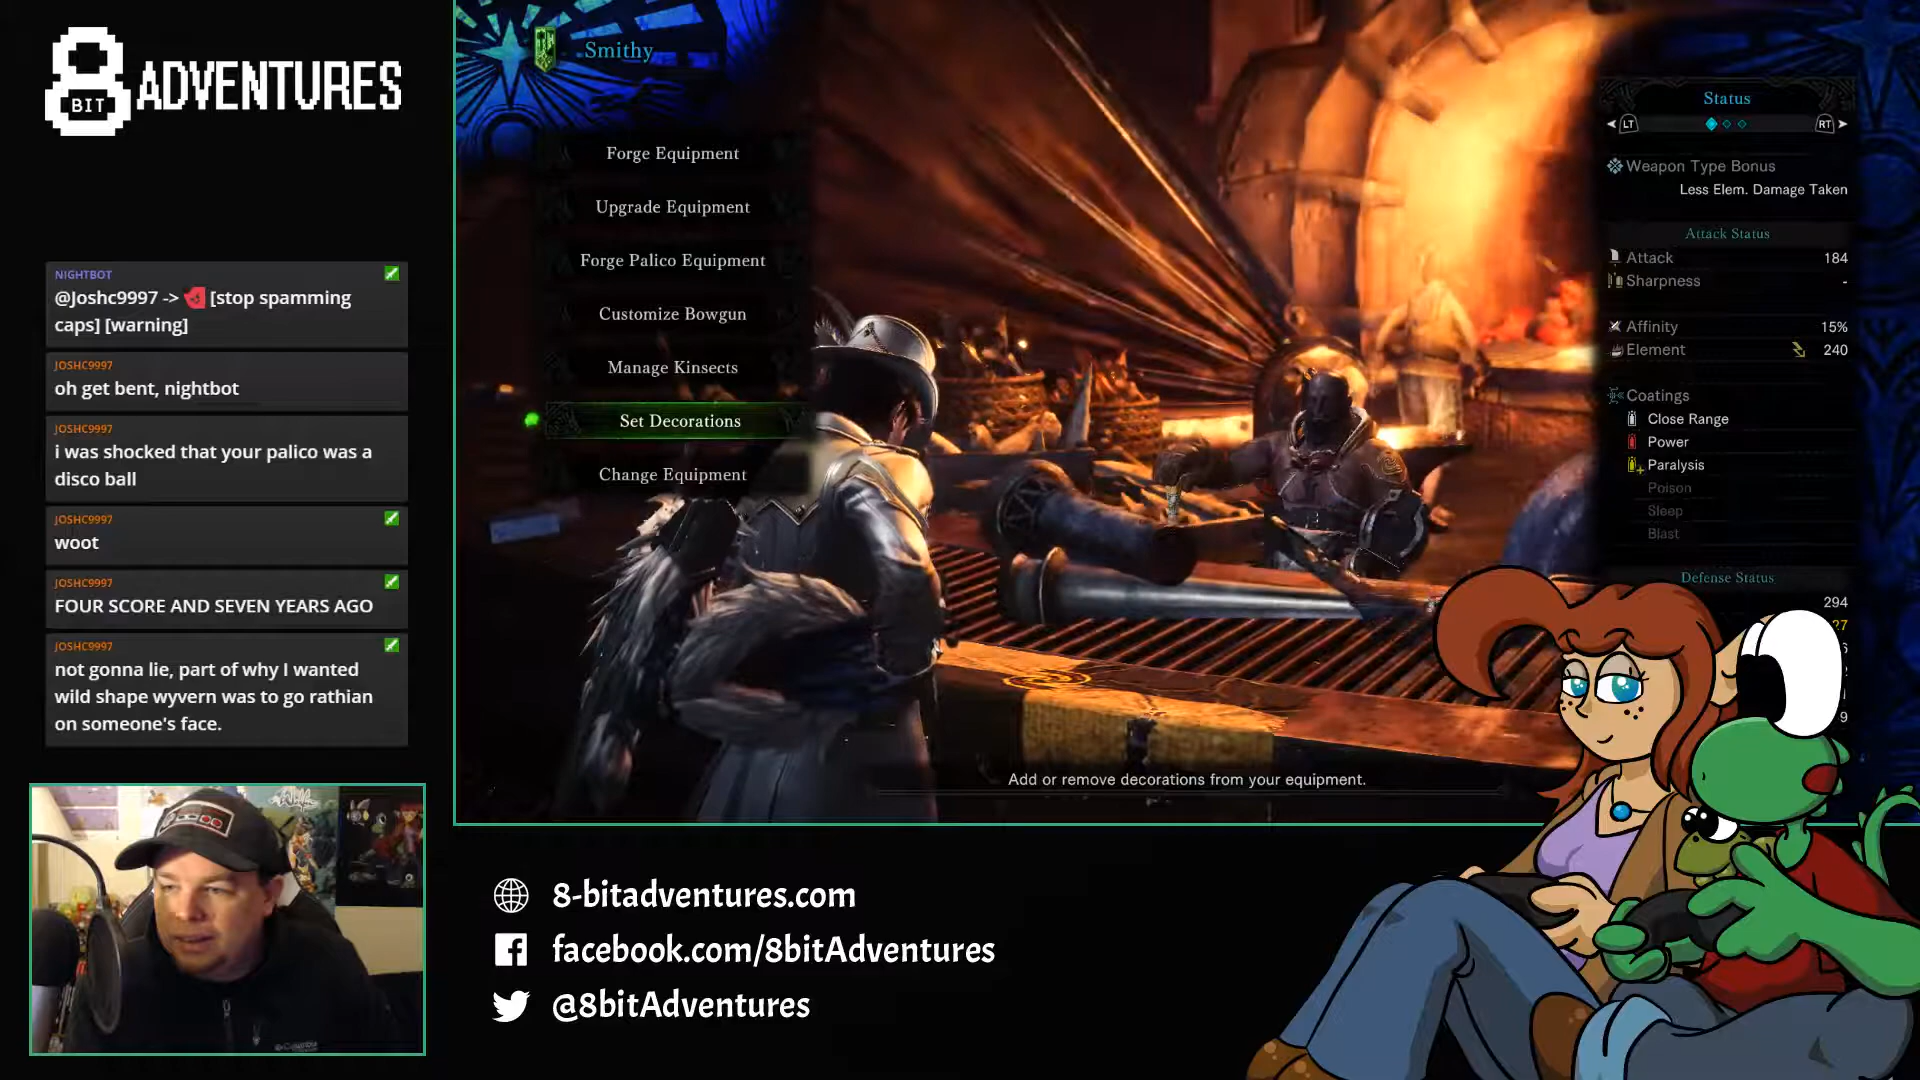 8
BIT
ADVENTURES
NIGHTBOT
@Joshc9997 -> [stop spamming
caps] [warning]
JOSHC9997
oh get bent, nightbot
JOSHC9997
i was shocked that your palico was a
disco ball
JOSHC9997
woot
JOSHC9997
FOUR SCORE AND SEVEN YEARS AGO
JOSHC9997
not gonna lie, part of why I wanted
wild shape wyvern was to go rathian
on someone's face.
Smithy
Forge Equipment
Upgrade Equipment
Forge Palico Equipment
Customize Bowgun
Manage Kinsects
Set Decorations
Change Equipment
Status
LT
RT
Weapon Type Bonus
Less Elem. Damage Taken
Attack Status
Attack 184
Sharpness -
Affinity 15%
Element 240
Coatings
Close Range
Power
Paralysis
Poison
Sleep
Blast
Defense Status
294
27
9
Add or remove decorations from your equipment.
8-bitadventures.com
facebook.com/8bitAdventures
@8bitAdventures
Columbia